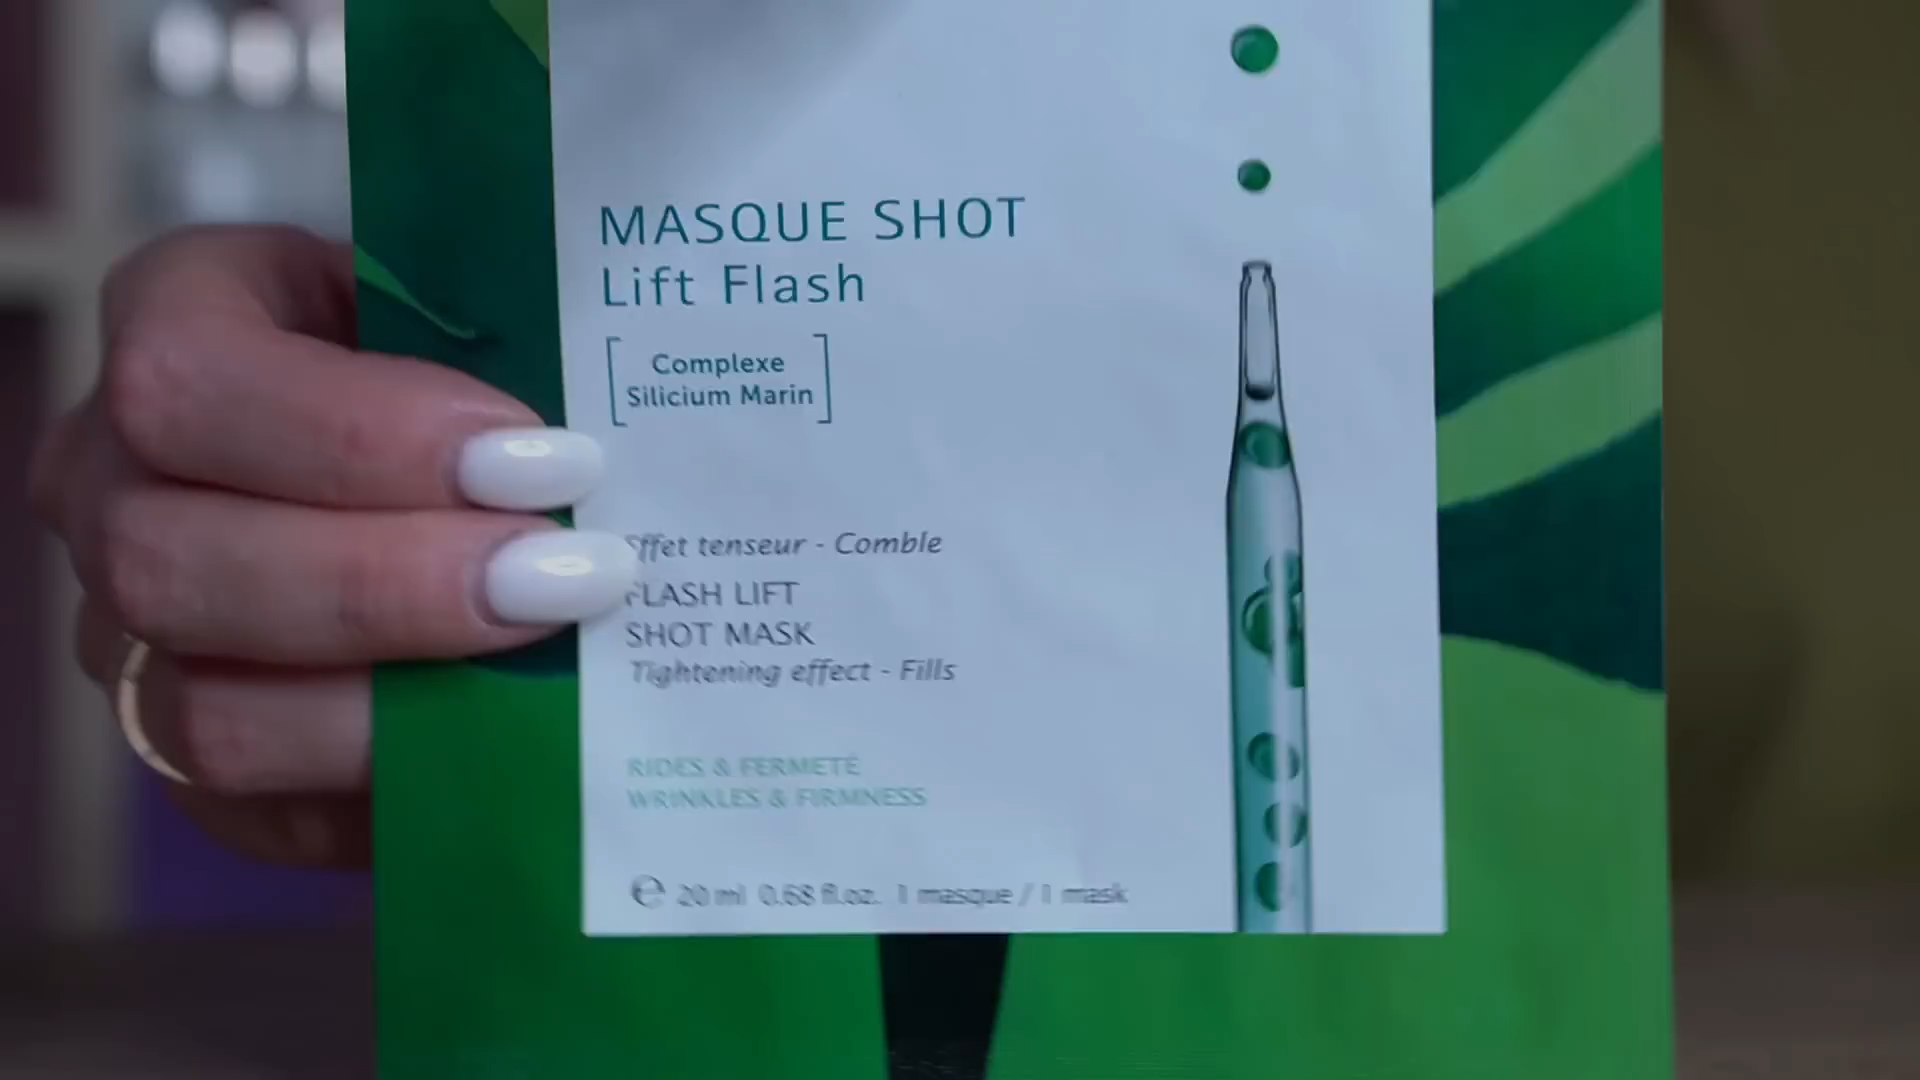 MASQUE SHOT
Lift Flash
Complexe
Silicium Marin
Effet tenseur - Comble
FLASH LIFT
SHOT MASK
Tightening effect - Fills
RIDES & FERMETÉ
WRINKLES & FIRMNESS
℮ 20 ml 0.68 fl.oz. 1 masque / 1 mask